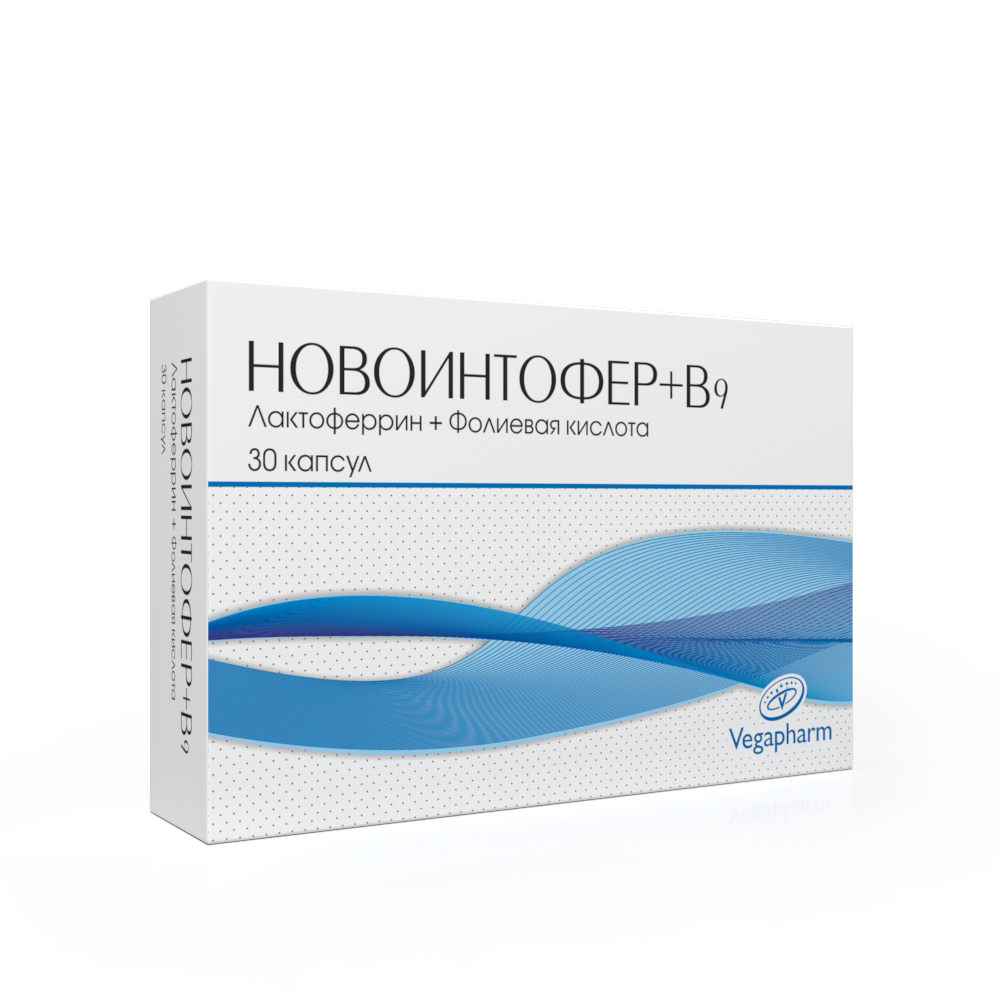 НОВОИНТОФЕР+B9
Лактоферрин + Фолиевая кислота
30 капсул
НОВОИНТОФЕР+B9
Лактоферрин + Фолиевая кислота
30 капсул
Vegapharm